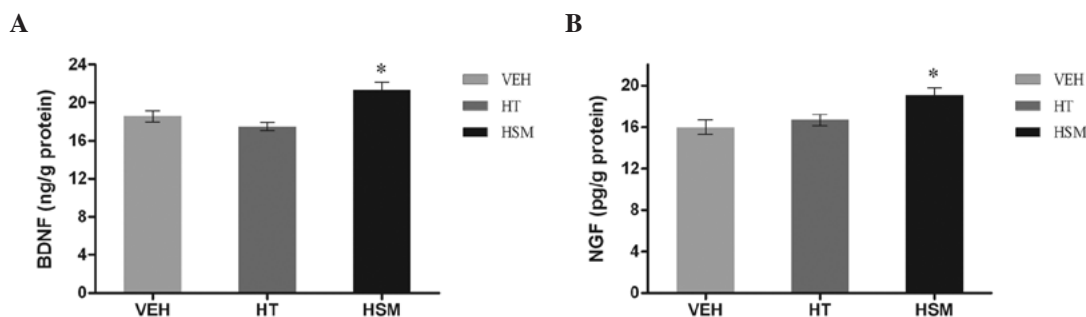 A
BDNF (ng/g protein)
24
20
16
12
8
4
0
*
VEH
HT
HSM
VEH
HT
HSM
B
NGF (pg/g protein)
20
16
12
8
4
0
*
VEH
HT
HSM
VEH
HT
HSM